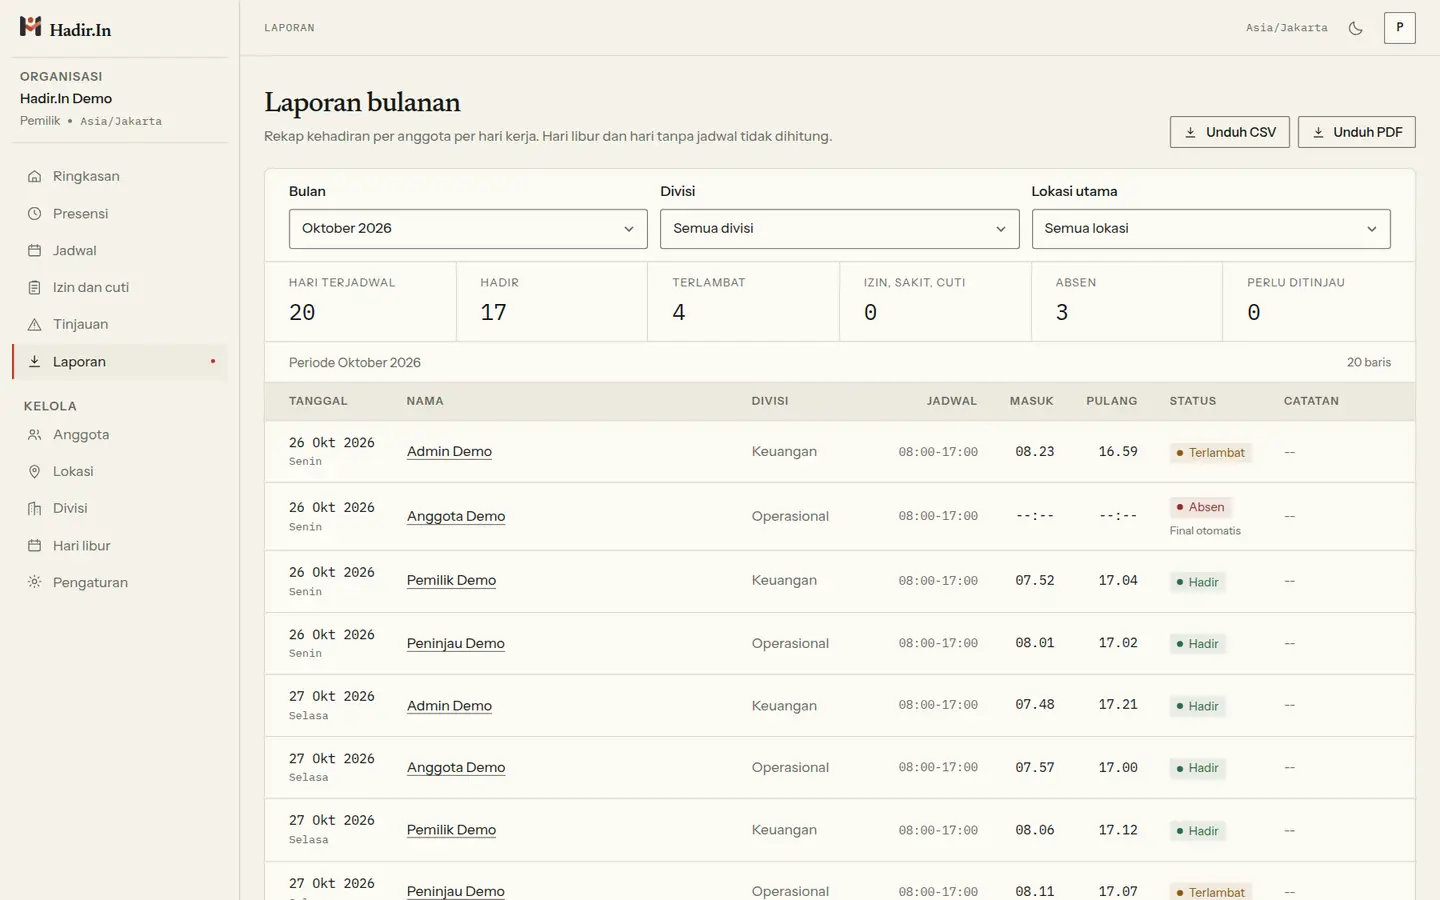 Hadir.In
ORGANISASI
Hadir.In Demo
Pemilik • Asia/Jakarta
Ringkasan
Presensi
Jadwal
Izin dan cuti
Tinjauan
Laporan
KELOLA
Anggota
Lokasi
Divisi
Hari libur
Pengaturan
LAPORAN
Asia/Jakarta
P
Laporan bulanan
Rekap kehadiran per anggota per hari kerja. Hari libur dan hari tanpa jadwal tidak dihitung.
Unduh CSV
Unduh PDF
Bulan Divisi Lokasi utama
Oktober 2026 Semua divisi Semua lokasi
HARI TERJADWAL HADIR TERLAMBAT IZIN, SAKIT, CUTI ABSEN PERLU DITINJAU
20 17 4 0 3 0
Periode Oktober 2026 20 baris
TANGGAL NAMA DIVISI JADWAL MASUK PULANG STATUS CATATAN
26 Okt 2026 Admin Demo Keuangan 08:00-17:00 08.23 16.59 Terlambat --
Senin
26 Okt 2026 Anggota Demo Operasional 08:00-17:00 --:-- --:-- Absen --
Senin Final otomatis
26 Okt 2026 Pemilik Demo Keuangan 08:00-17:00 07.52 17.04 Hadir --
Senin
26 Okt 2026 Peninjau Demo Operasional 08:00-17:00 08.01 17.02 Hadir --
Senin
27 Okt 2026 Admin Demo Keuangan 08:00-17:00 07.48 17.21 Hadir --
Selasa
27 Okt 2026 Anggota Demo Operasional 08:00-17:00 07.57 17.00 Hadir --
Selasa
27 Okt 2026 Pemilik Demo Keuangan 08:00-17:00 08.06 17.12 Hadir --
Selasa
27 Okt 2026 Peninjau Demo Operasional 08:00-17:00 08.11 17.07 Terlambat --